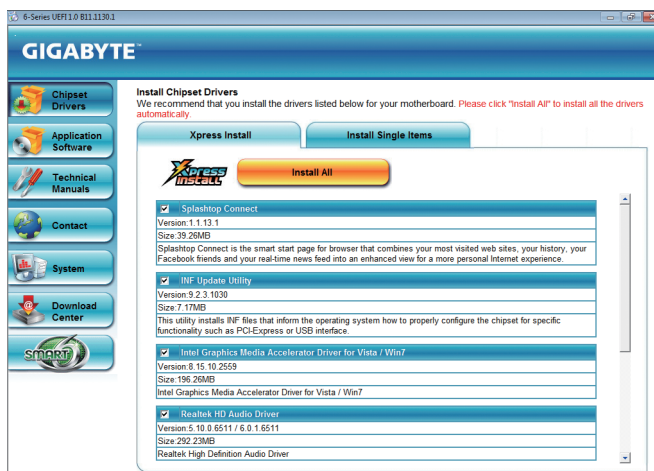 6-Series UEFI 1.0 B11.1130.1
GIGABYTE™
Chipset
Drivers
Application
Software
Technical
Manuals
Contact
System
Download
Center
SMART6
Install Chipset Drivers
We recommend that you install the drivers listed below for your motherboard. Please click "Install All" to install all the drivers
automatically.
Xpress Install
Install Single Items
Xpress
INSTALL
Install All
Splashtop Connect
Version:1.1.13.1
Size:39.26MB
Splashtop Connect is the smart start page for browser that combines your most visited web sites, your history, your
Facebook friends and your real-time news feed into an enhanced view for a more personal Internet experience.
INF Update Utility
Version:9.2.3.1030
Size:7.17MB
This utility installs INF files that inform the operating system how to properly configure the chipset for specific
functionality such as PCI-Express or USB interface.
Intel Graphics Media Accelerator Driver for Vista / Win7
Version:8.15.10.2559
Size:196.26MB
Intel Graphics Media Accelerator Driver for Vista / Win7
Realtek HD Audio Driver
Version:5.10.0.6511 / 6.0.1.6511
Size:292.23MB
Realtek High Definition Audio Driver